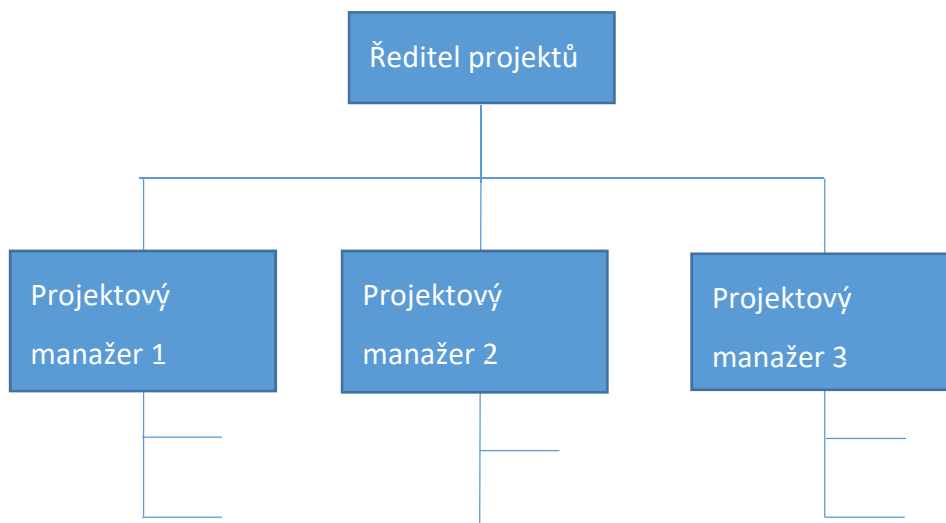 Ředitel projektů
Projektový
manažer 1
Projektový
manažer 2
Projektový
manažer 3